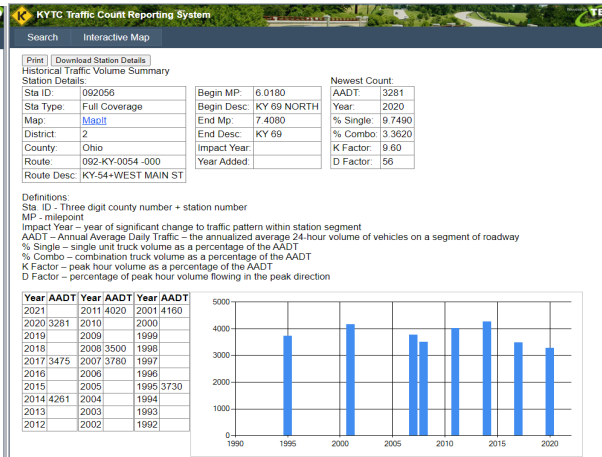 KYTC Traffic Count Reporting System
Search Interactive Map
Print Download Station Details
Historical Traffic Volume Summary
Station Details:
Sta ID: 092056
Sta Type: Full Coverage
Map: MapIt
District: 2
County: Ohio
Route: 092-KY-0054 -000
Route Desc: KY-54+WEST MAIN ST
Begin MP: 6.0180
Begin Desc: KY 69 NORTH
End Mp: 7.4080
End Desc: KY 69
Impact Year:
Year Added:
Newest Count:
AADT: 3281
Year: 2020
% Single: 9.7490
% Combo: 3.3620
K Factor: 9.60
D Factor: 56
Definitions:
Sta. ID - Three digit county number + station number
MP - milepoint
Impact Year – year of significant change to traffic pattern within station segment
AADT – Annual Average Daily Traffic – the annualized average 24-hour volume of vehicles on a segment of roadway
% Single – single unit truck volume as a percentage of the AADT
% Combo – combination truck volume as a percentage of the AADT
K Factor – peak hour volume as a percentage of the AADT
D Factor – percentage of peak hour volume flowing in the peak direction
Year AADT Year AADT Year AADT
2021 2011 4020 2001 4160
2020 3281 2010 2000
2019 2009 1999
2018 2008 3500 1998
2017 3475 2007 3780 1997
2016 2006 1996
2015 2005 1995 3730
2014 4261 2004 1994
2013 2003 1993
2012 2002 1992
5000
4000
3000
2000
1000
0
1990 1995 2000 2005 2010 2015 2020